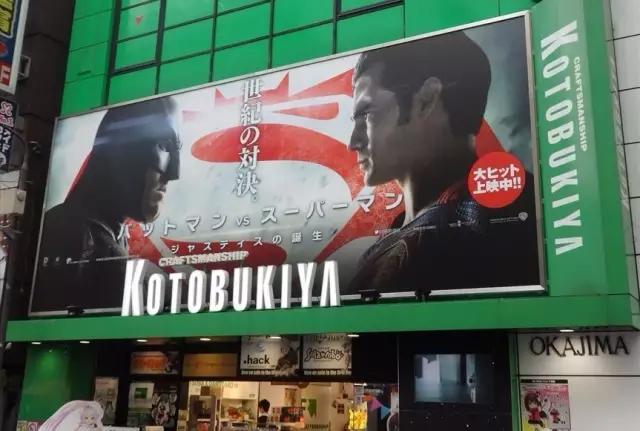 世紀の対決。
バットマン vs スーパーマン
ジャスティスの誕生
大ヒット
上映中!!
CRAFTSMANSHIP
KOTOBUKIYA
CRAFTSMANSHIP
KOTOBUKIYA
OKAJIMA
.hack